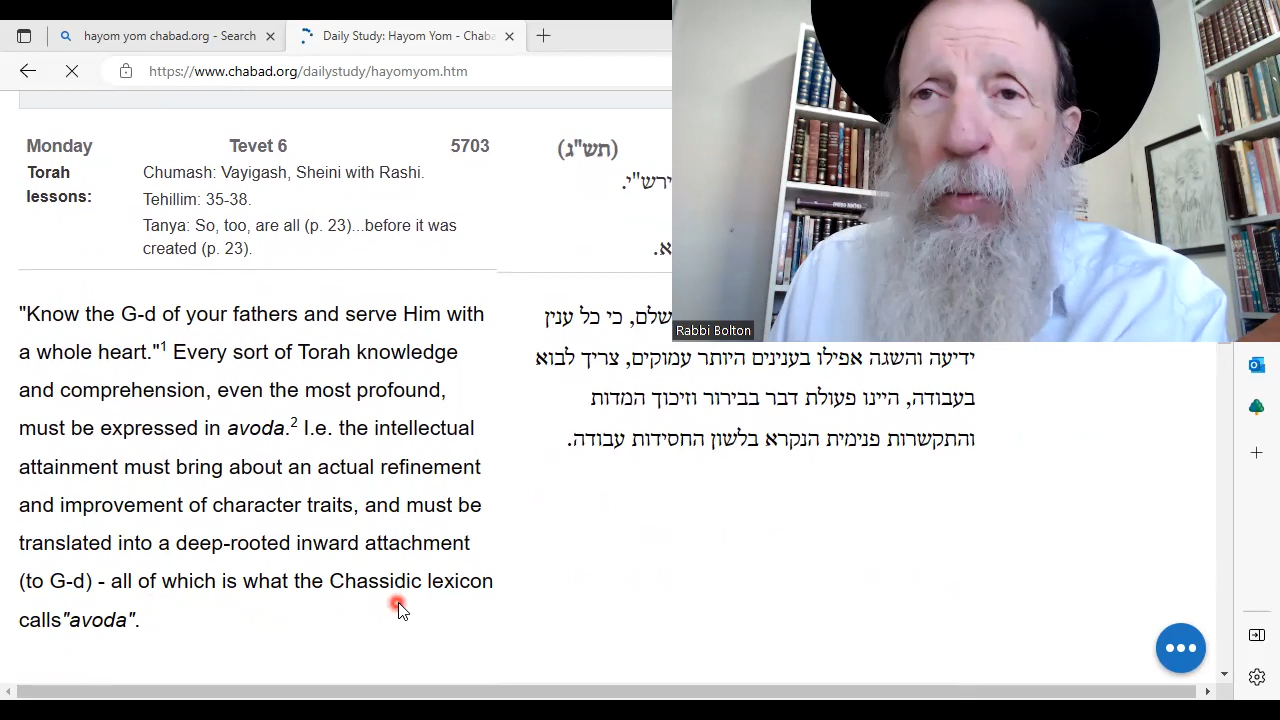 hayom yom chabad.org - Search
Daily Study: Hayom Yom - Chaba
https://www.chabad.org/dailystudy/hayomyom.htm
Monday Tevet 6 5703
(תש"ג)
Torah lessons:
Chumash: Vayigash, Sheini with Rashi.
Tehillim: 35-38.
Tanya: So, too, are all (p. 23)...before it was
created (p. 23).
"Know the G-d of your fathers and serve Him with
a whole heart."1 Every sort of Torah knowledge
and comprehension, even the most profound,
must be expressed in avoda.2 I.e. the intellectual
attainment must bring about an actual refinement
and improvement of character traits, and must be
translated into a deep-rooted inward attachment
(to G-d) - all of which is what the Chassidic lexicon
calls"avoda".
שלם, כי כל ענין
ידיעה והשגה אפילו בענינים היותר עמוקים, צריך לבוא
בעבודה, היינו פעולת דבר בבירור וזיכוך המדות
והתקשרות פנימית הנקרא בלשון החסידות עבודה.
Rabbi Bolton